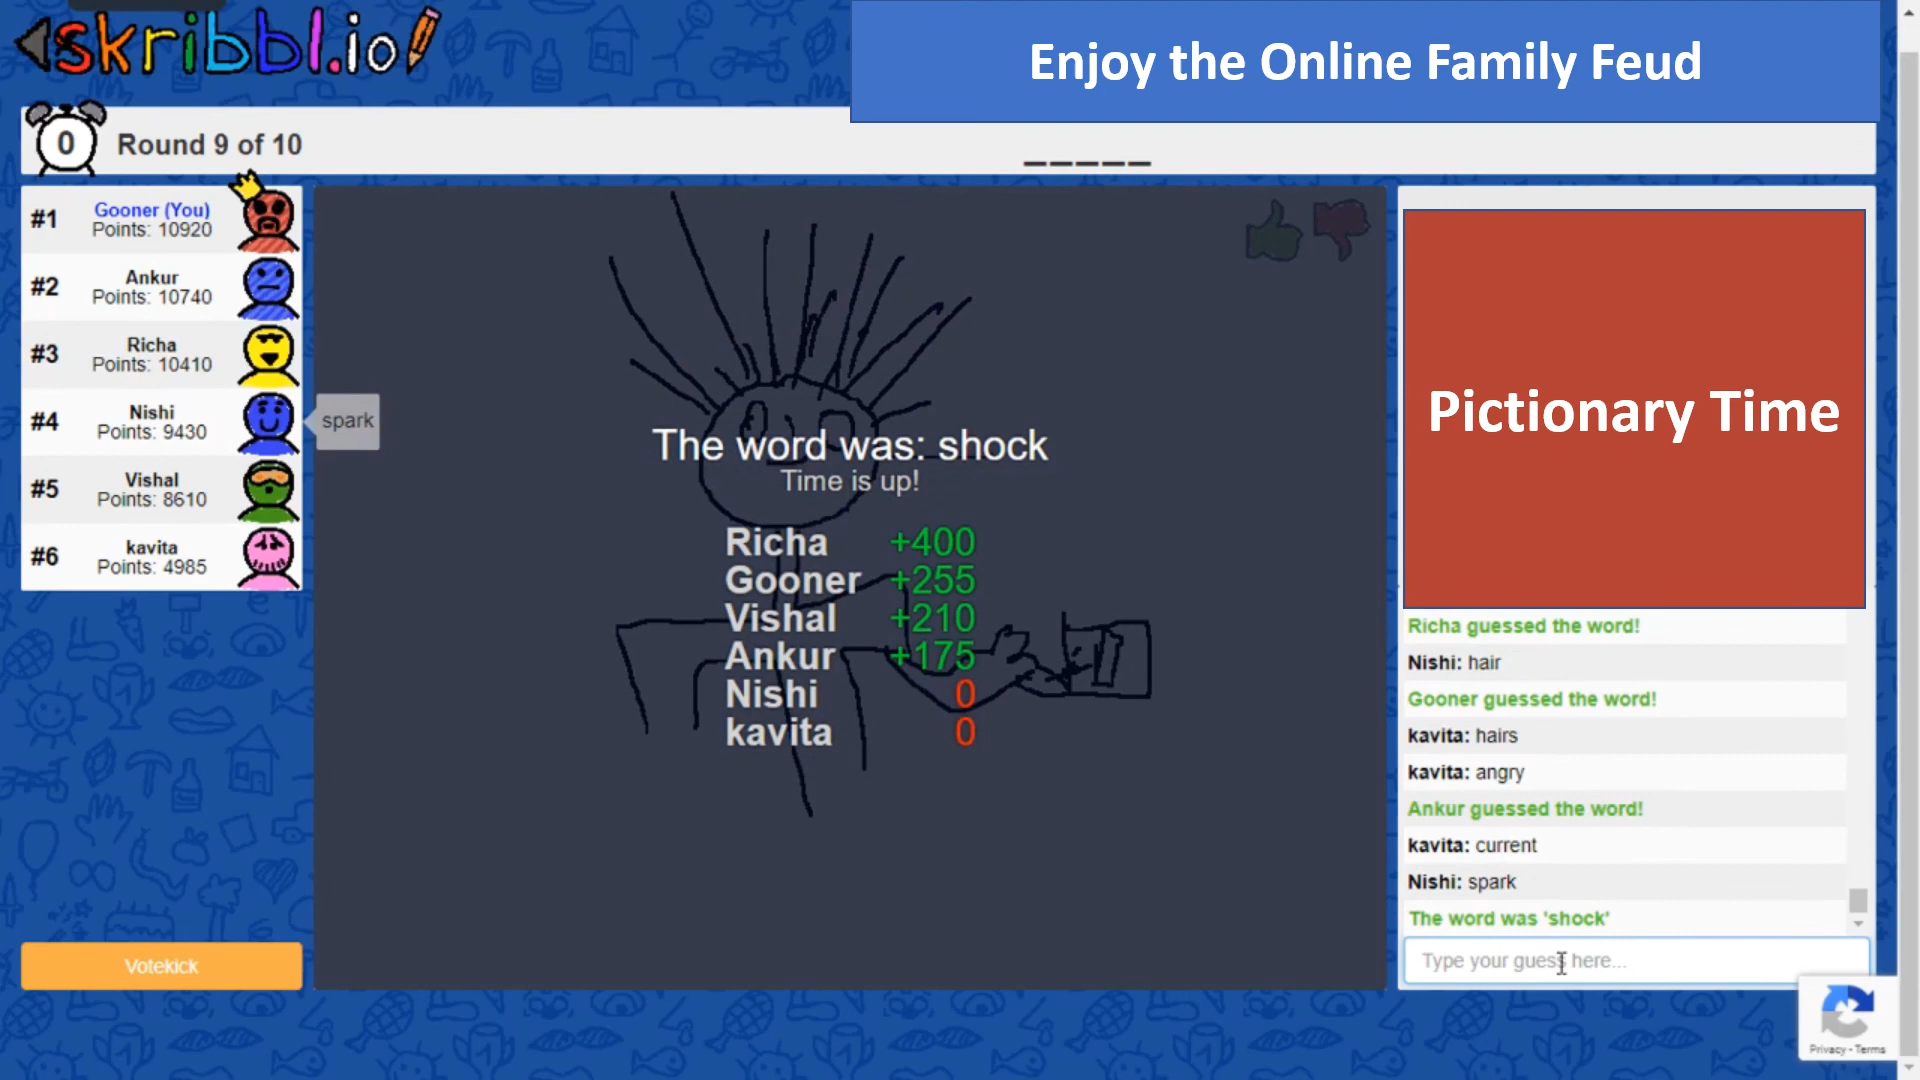 skribbl.io
Enjoy the Online Family Feud
0
Round 9 of 10
_____
#1
Gooner (You)
Points: 10920
#2
Ankur
Points: 10740
#3
Richa
Points: 10410
#4
Nishi
Points: 9430
spark
#5
Vishal
Points: 8610
#6
kavita
Points: 4985
Votekick
The word was: shock
Time is up!
Richa +400
Gooner +255
Vishal +210
Ankur +175
Nishi 0
kavita 0
Pictionary Time
Richa guessed the word!
Nishi: hair
Gooner guessed the word!
kavita: hairs
kavita: angry
Ankur guessed the word!
kavita: current
Nishi: spark
The word was 'shock'
Type your guess here...
Privacy - Terms